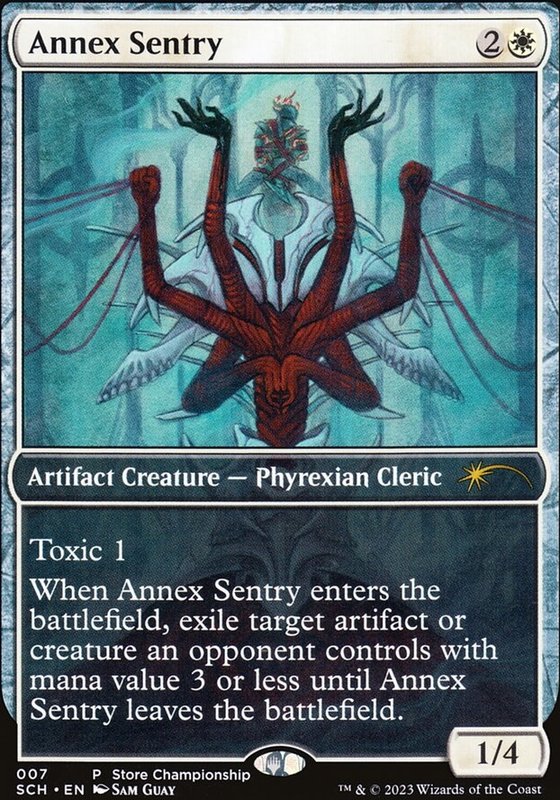 Annex Sentry 2
Artifact Creature — Phyrexian Cleric
Toxic 1
When Annex Sentry enters the
battlefield, exile target artifact or
creature an opponent controls with
mana value 3 or less until Annex
Sentry leaves the battlefield.
1/4
007 P Store Championship
SCH • EN Sam Guay
™ & © 2023 Wizards of the Coast